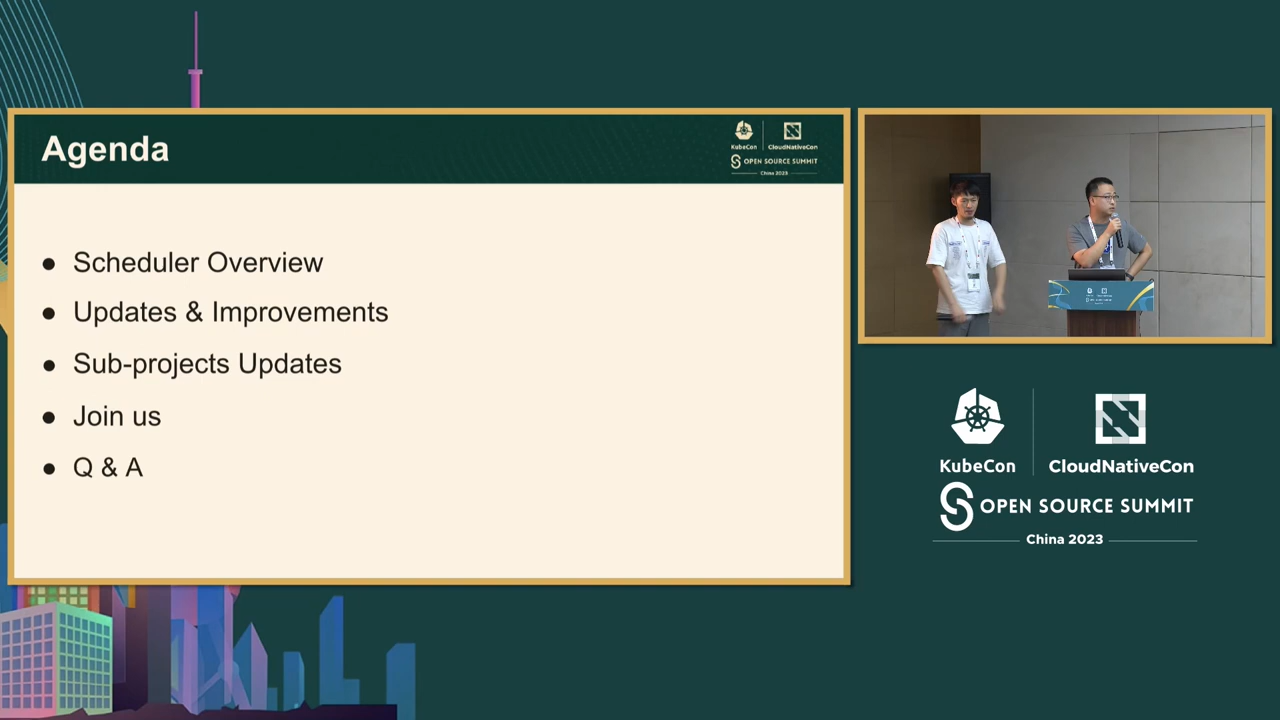 Agenda
KubeCon
CloudNativeCon
OPEN SOURCE SUMMIT
China 2023
● Scheduler Overview
● Updates & Improvements
● Sub-projects Updates
● Join us
● Q & A
KubeCon
CloudNativeCon
OPEN SOURCE SUMMIT
China 2023